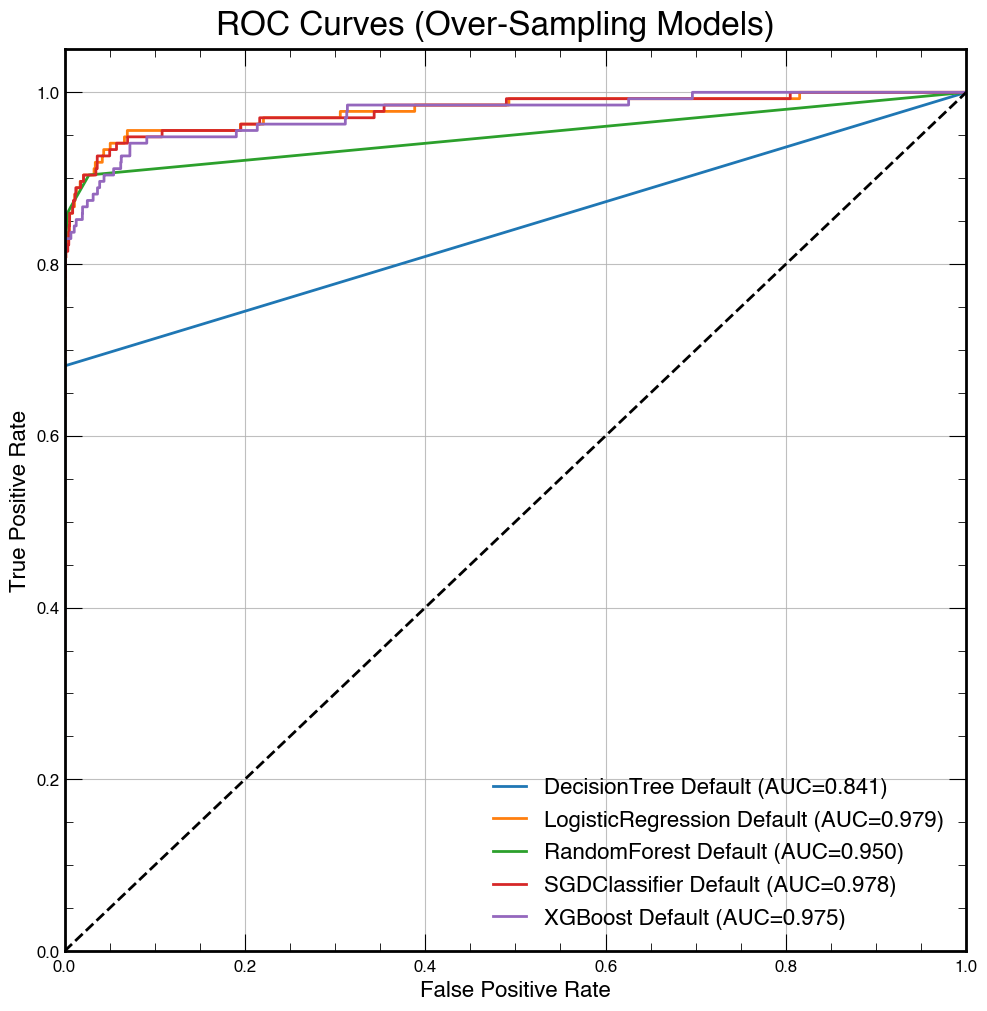 ROC Curves (Over-Sampling Models)
True Positive Rate
1.0
0.8
0.6
0.4
0.2
0.0
DecisionTree Default (AUC=0.841)
LogisticRegression Default (AUC=0.979)
RandomForest Default (AUC=0.950)
SGDClassifier Default (AUC=0.978)
XGBoost Default (AUC=0.975)
0.0 0.2 0.4 0.6 0.8 1.0
False Positive Rate